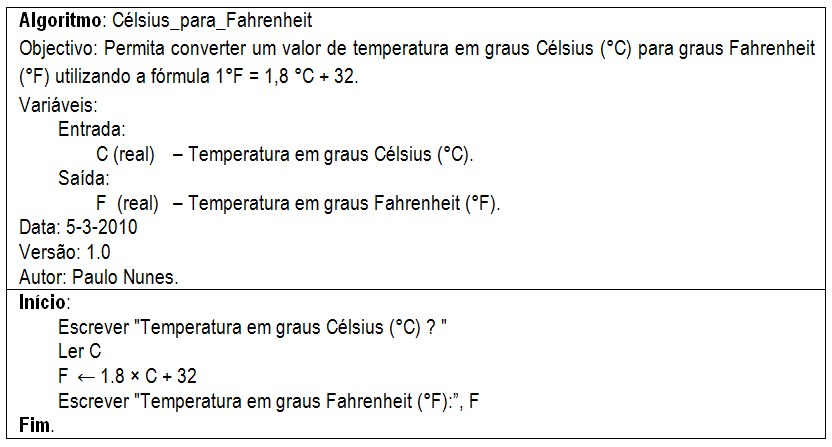 Algoritmo: Célsius_para_Fahrenheit
Objectivo: Permita converter um valor de temperatura em graus Célsius (°C) para graus Fahrenheit
(°F) utilizando a fórmula 1°F = 1,8 °C + 32.
Variáveis:
Entrada:
C (real) – Temperatura em graus Célsius (°C).
Saída:
F (real) – Temperatura em graus Fahrenheit (°F).
Data: 5-3-2010
Versão: 1.0
Autor: Paulo Nunes.
Início:
Escrever "Temperatura em graus Célsius (°C) ? "
Ler C
F ← 1.8 × C + 32
Escrever "Temperatura em graus Fahrenheit (°F):”, F
Fim.